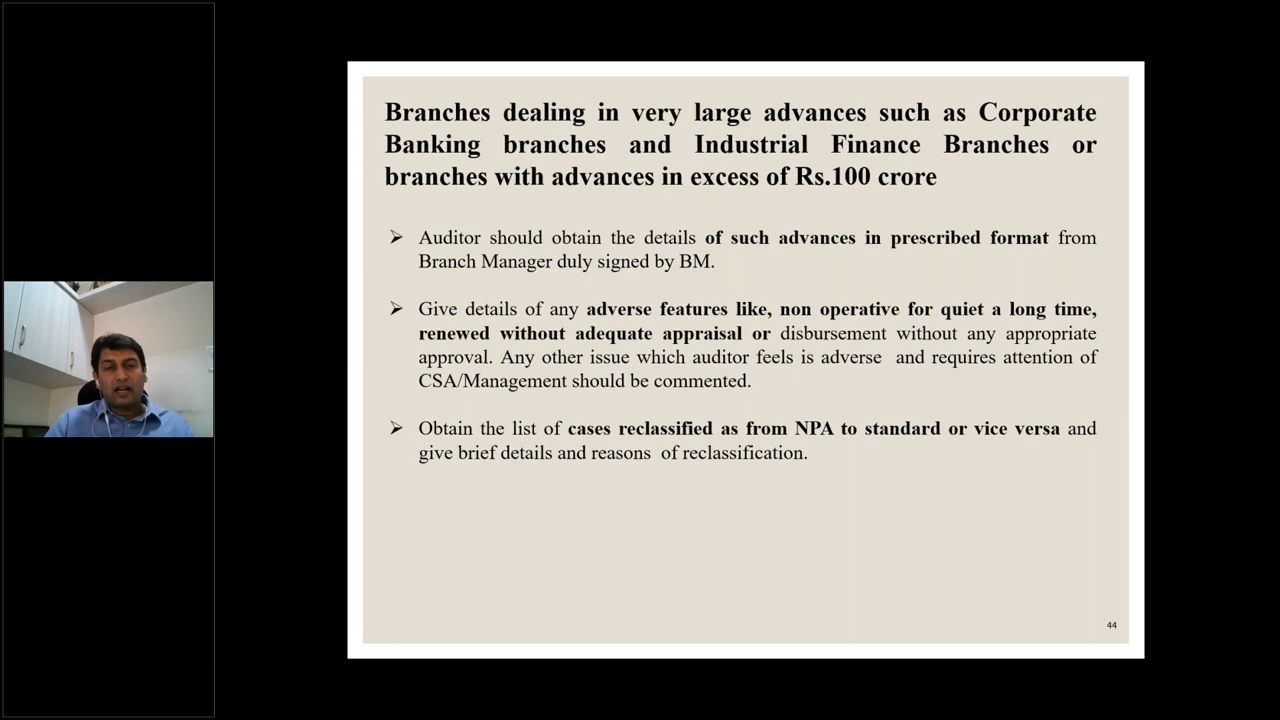 Branches dealing in very large advances such as Corporate
Banking branches and Industrial Finance Branches or
branches with advances in excess of Rs.100 crore
➢ Auditor should obtain the details of such advances in prescribed format from
Branch Manager duly signed by BM.
➢ Give details of any adverse features like, non operative for quiet a long time,
renewed without adequate appraisal or disbursement without any appropriate
approval. Any other issue which auditor feels is adverse and requires attention of
CSA/Management should be commented.
➢ Obtain the list of cases reclassified as from NPA to standard or vice versa and
give brief details and reasons of reclassification.
44